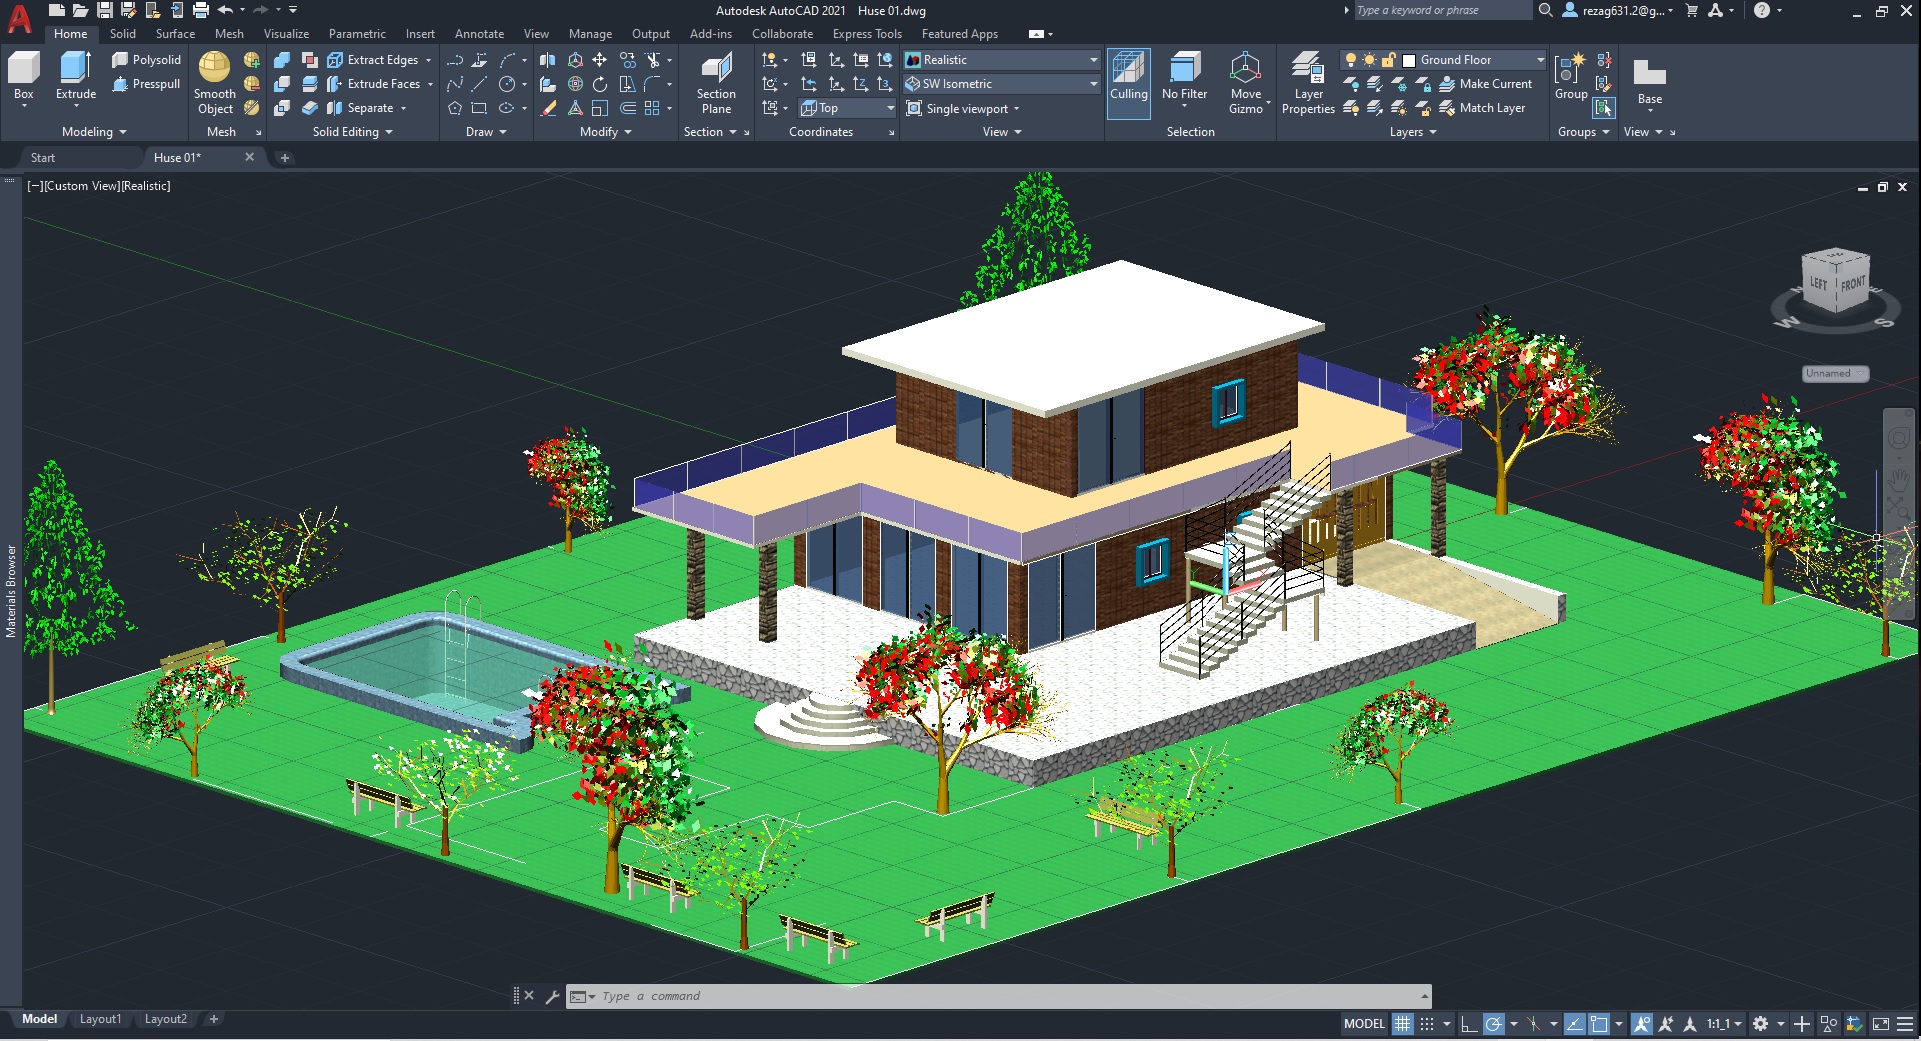 Autodesk AutoCAD 2021 Huse 01.dwg
Type a keyword or phrase
rezag631.2@g...
Home Solid Surface Mesh Visualize Parametric Insert Annotate View Manage Output Add-ins Collaborate Express Tools Featured Apps
Box
Extrude
Polysolid
Presspull
Modeling
Smooth
Object
Mesh
Extract Edges
Extrude Faces
Separate
Solid Editing
Draw
Modify
Section
Plane
Section
Top
Coordinates
Realistic
SW Isometric
Single viewport
View
Culling
No Filter
Move
Gizmo
Selection
Layer
Properties
Ground Floor
Make Current
Match Layer
Layers
Group
Groups
Base
View
Start
Huse 01*
[−][Custom View][Realistic]
LEFT
FRONT
W
S
Unnamed
Materials Browser
Type a command
Model Layout1 Layout2
MODEL
1:1_1